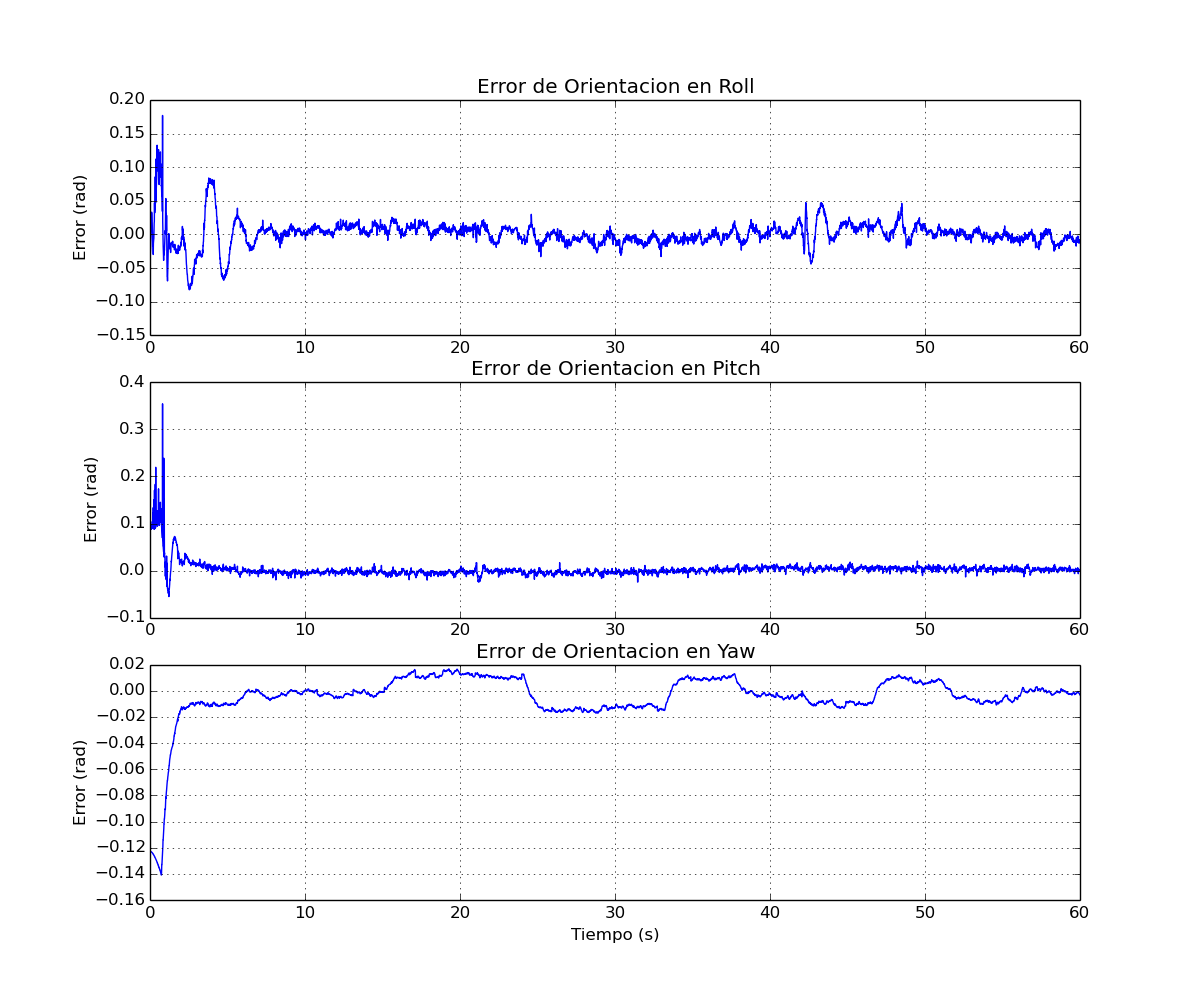 Error de Orientacion en Roll
Error (rad)
0.20
0.15
0.10
0.05
0.00
−0.05
−0.10
−0.15
0 10 20 30 40 50 60
Error de Orientacion en Pitch
Error (rad)
0.4
0.3
0.2
0.1
0.0
−0.1
0 10 20 30 40 50 60
Error de Orientacion en Yaw
Error (rad)
0.02
0.00
−0.02
−0.04
−0.06
−0.08
−0.10
−0.12
−0.14
−0.16
0 10 20 30 40 50 60
Tiempo (s)